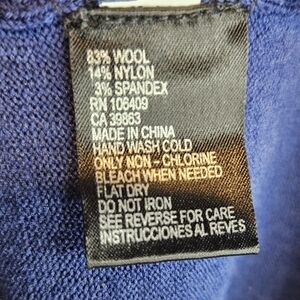 83% WOOL
14% NYLON
3% SPANDEX
RN 106409
CA 39863
MADE IN CHINA
HAND WASH COLD
ONLY NON - CHLORINE
BLEACH WHEN NEEDED
FLAT DRY
DO NOT IRON
SEE REVERSE FOR CARE
INSTRUCCIONES AL REVES